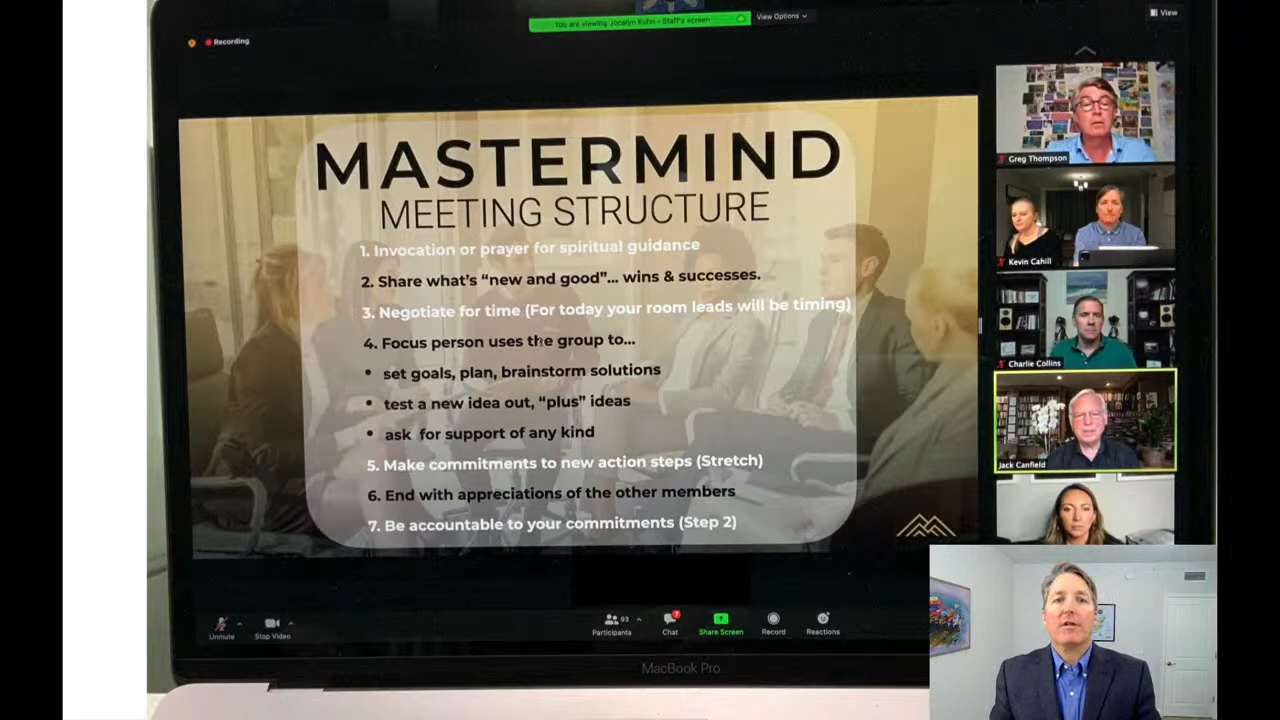 You are viewing Jocelyn Kuhn - Staff's screen
View Options
View
Recording
MASTERMIND
MEETING STRUCTURE
1. Invocation or prayer for spiritual guidance
2. Share what's “new and good”... wins & successes.
3. Negotiate for time (For today your room leads will be timing)
4. Focus person uses the group to...
• set goals, plan, brainstorm solutions
• test a new idea out, “plus” ideas
• ask for support of any kind
5. Make commitments to new action steps (Stretch)
6. End with appreciations of the other members
7. Be accountable to your commitments (Step 2)
Greg Thompson
Kevin Cahill
Charlie Collins
Jack Canfield
Unmute
Stop Video
93
Participants
7
Chat
Share Screen
Record
Reactions
MacBook Pro